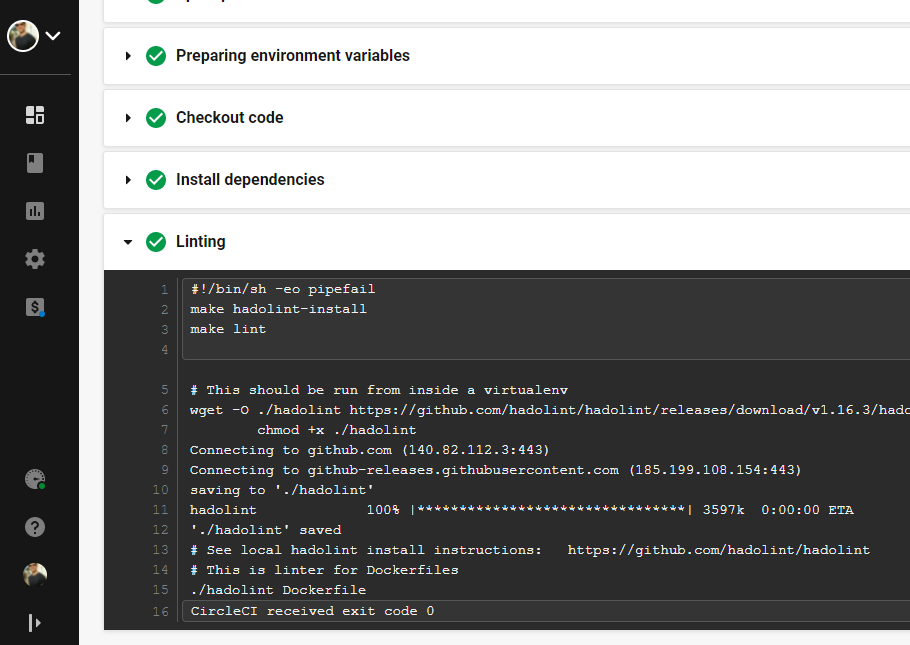 Preparing environment variables
Checkout code
Install dependencies
Linting
1 #!/bin/sh -eo pipefail
2 make hadolint-install
3 make lint
4
5 # This should be run from inside a virtualenv
6 wget -O ./hadolint https://github.com/hadolint/hadolint/releases/download/v1.16.3/hado
7 chmod +x ./hadolint
8 Connecting to github.com (140.82.112.3:443)
9 Connecting to github-releases.githubusercontent.com (185.199.108.154:443)
10 saving to './hadolint'
11 hadolint 100% |********************************| 3597k 0:00:00 ETA
12 './hadolint' saved
13 # See local hadolint install instructions: https://github.com/hadolint/hadolint
14 # This is linter for Dockerfiles
15 ./hadolint Dockerfile
16 CircleCI received exit code 0